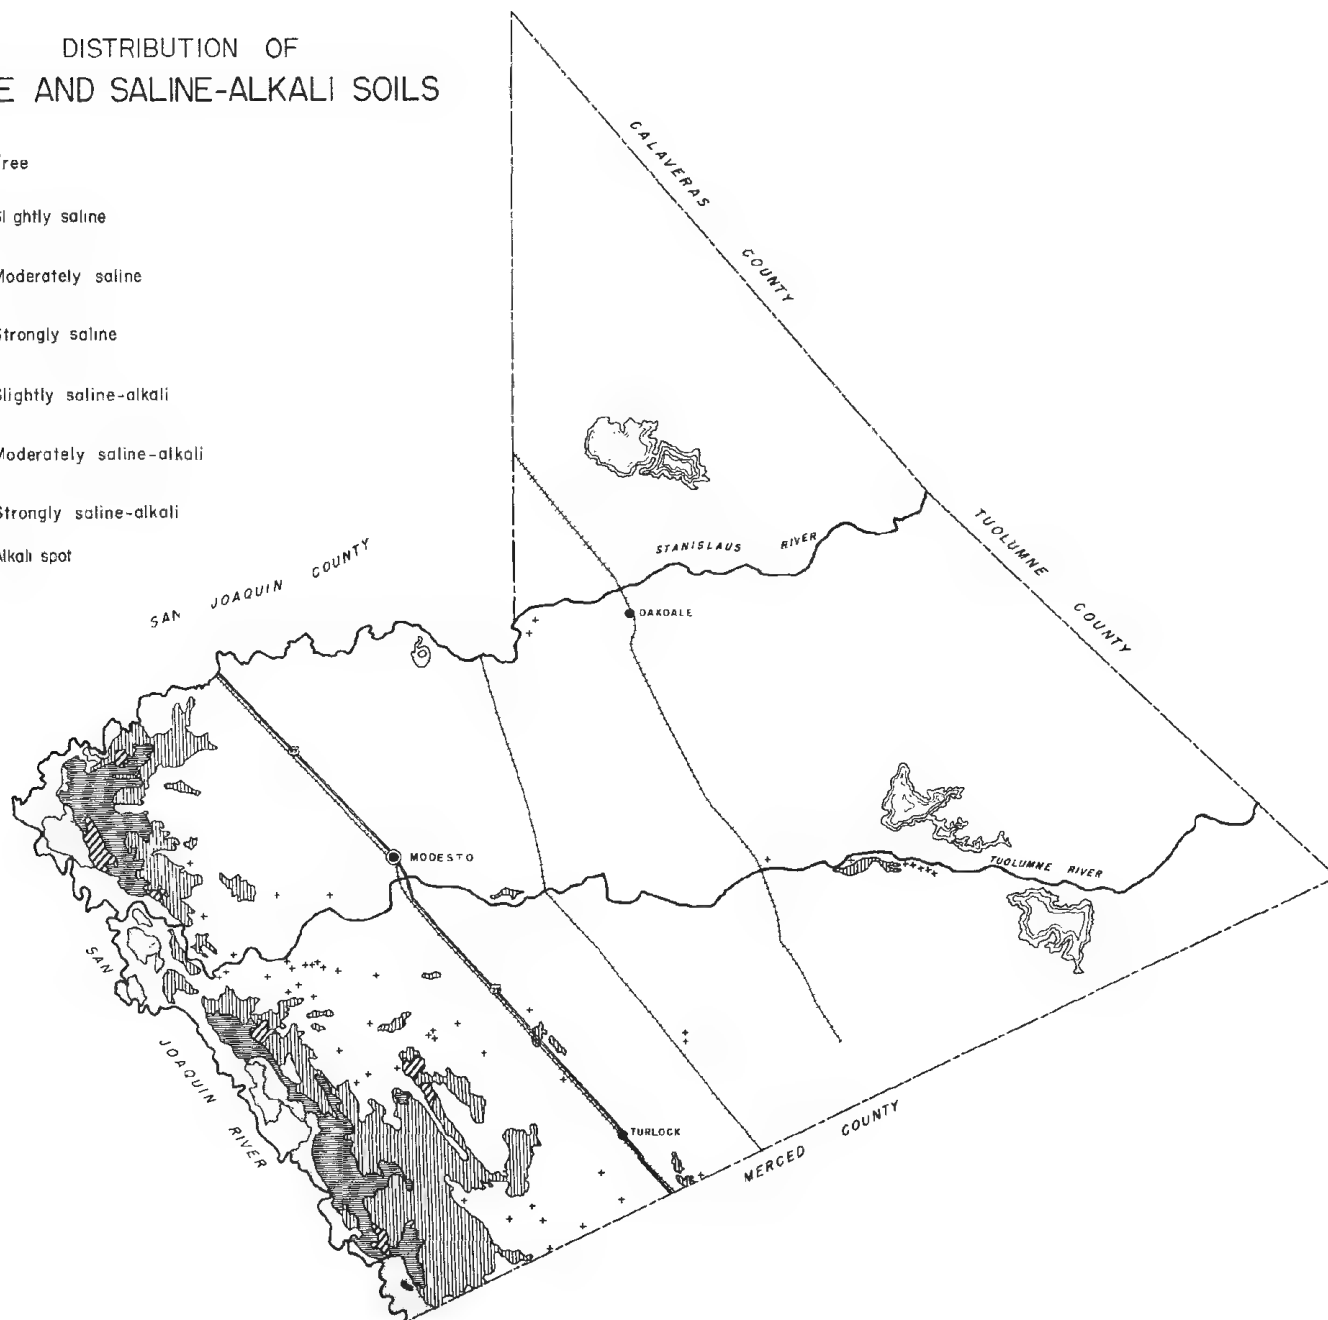 DISTRIBUTION OF
E AND SALINE-ALKALI SOILS
ree
Sl ghtly saline
Moderately saline
Strongly saline
Slightly saline-alkali
Moderately saline-alkali
Strongly saline-alkali
Alkali spot
CALAVERAS COUNTY
STANISLAUS RIVER
TUOLUMNE COUNTY
SAN JOAQUIN COUNTY
OAKDALE
MODESTO
TUOLUMNE RIVER
SAN JOAQUIN RIVER
TURLOCK
MERCED COUNTY